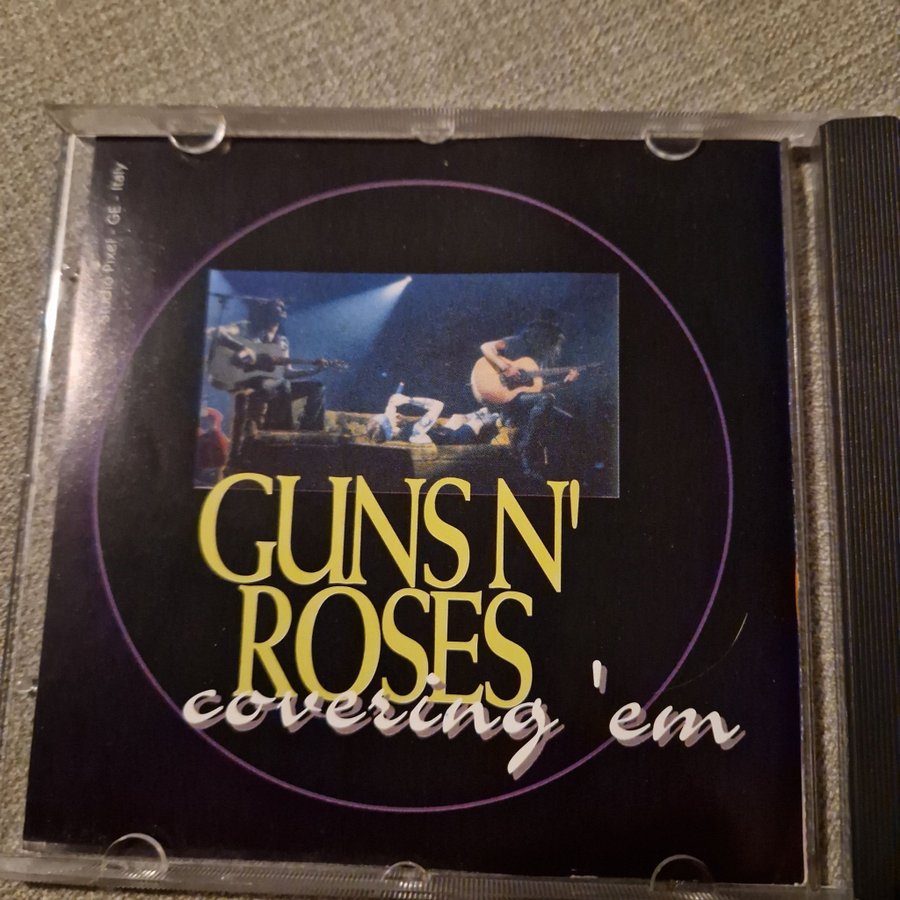 Studio Pixel - GE - Italy
GUNS N'
ROSES
covering 'em